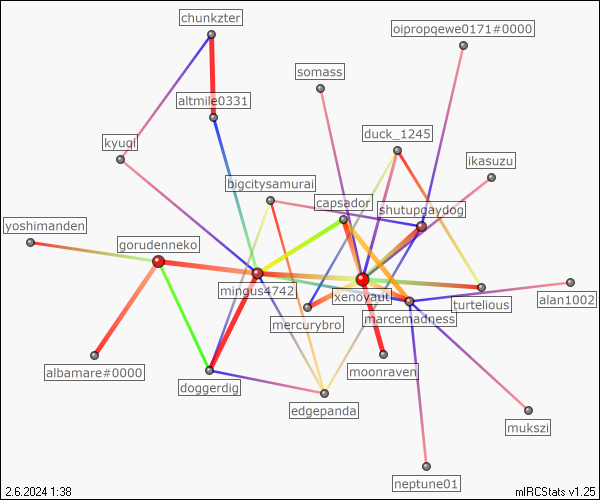 chunkzter
oipropqewe0171#0000
somass
altmile0331
duck_1245
kyuqi
ikasuzu
bigcitysamurai
capsador
shutupgaydog
yoshimanden
gorudenneko
mingus4742
xenoyaut
turtelious
alan1002
mercurybro
marcemadness
albamare#0000
moonraven
doggerdig
edgepanda
mukszi
neptune01
2.6.2024 1:38
mIRCStats v1.25